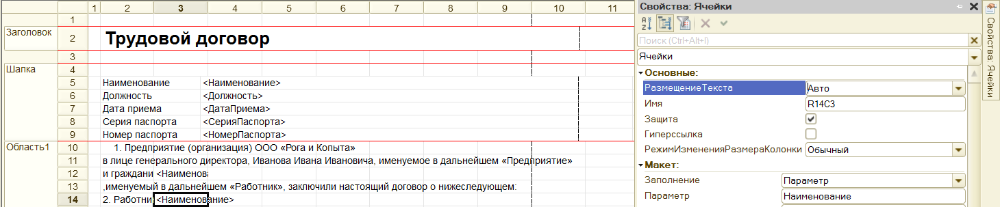 1 2 3 4 5 6 7 8 9 10 11
1
Заголовок 2 Трудовой договор
3
Шапка 4
5 Наименование <Наименование>
6 Должность <Должность>
7 Дата приема <ДатаПриема>
8 Серия паспорта <СерияПаспорта>
9 Номер паспорта <НомерПаспорта>
Область1 10 1. Предприятие (организация) ООО «Рога и Копыта»
11 в лице генерального директора, Иванова Ивана Ивановича, именуемое в дальнейшем «Предприятие»
12 и граждани <Наименова
13 ,именуемый в дальнейшем «Работник», заключили настоящий договор о нижеследующем:
14 2. Работни <Наименование>
Свойства: Ячейки
Поиск (Ctrl+Alt+I)
Ячейки
Основные:
РазмещениеТекста Авто
Имя R14C3
Защита
Гиперссылка
РежимИзмененияРазмераКолонки Обычный
Макет:
Заполнение Параметр
Параметр Наименование
Свойства: Ячейки